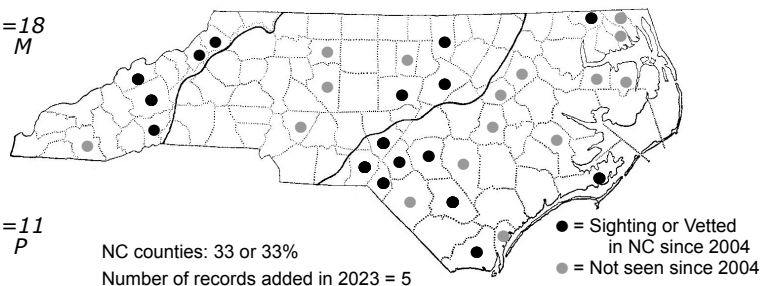 =18
M
=11
P
NC counties: 33 or 33%
Number of records added in 2023 = 5
= Sighting or Vetted
in NC since 2004
= Not seen since 2004